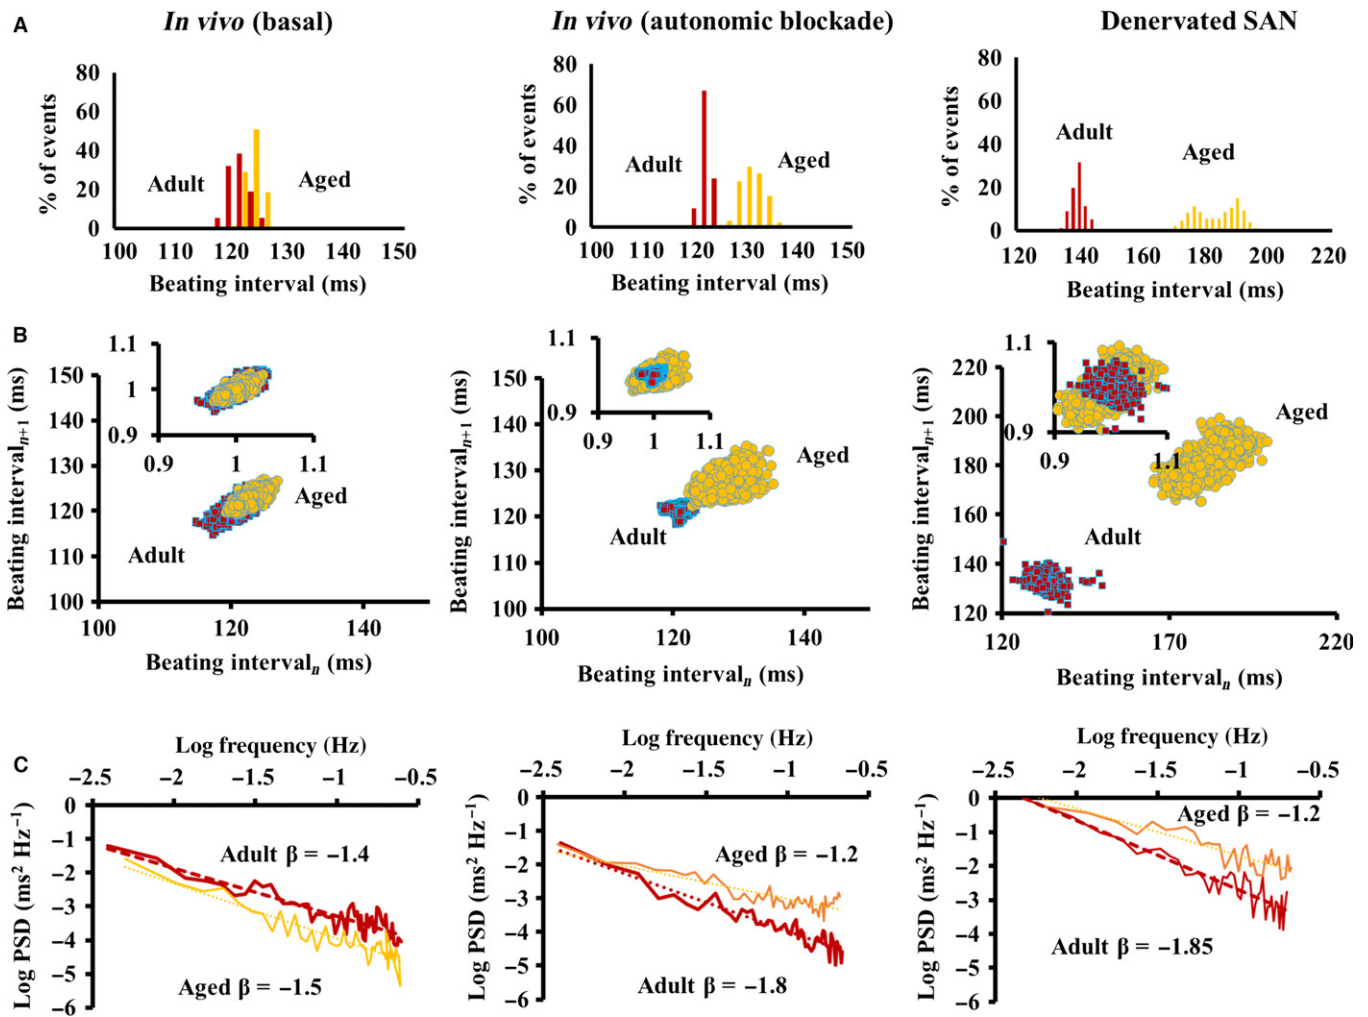 A
In vivo (basal)
In vivo (autonomic blockade)
Denervated SAN
% of events
80
60
40
20
0
Adult
Aged
100 110 120 130 140 150
Beating interval (ms)
% of events
80
60
40
20
0
Adult
Aged
100 110 120 130 140 150
Beating interval (ms)
% of events
80
60
40
20
0
Adult
Aged
120 140 160 180 200 220
Beating interval (ms)
B
Beating interval n+1 (ms)
150
140
130
120
110
100
1.1
1
0.9
0.9 1 1.1
Aged
Adult
100 120 140
Beating interval n (ms)
Beating interval n+1 (ms)
150
140
130
120
110
100
1.1
0.9
0.9 1 1.1
Aged
Adult
100 120 140
Beating interval n (ms)
Beating interval n+1 (ms)
220
200
180
160
140
120
1.1
0.9
0.9 1.1
Aged
Adult
120 170 220
Beating interval n (ms)
C
Log frequency (Hz)
−2.5 −2 −1.5 −1 −0.5
Log PSD (ms² Hz⁻¹)
0
−1
−2
−3
−4
−5
−6
Adult β = −1.4
Aged β = −1.5
Log frequency (Hz)
−2.5 −2 −1.5 −1 −0.5
Log PSD (ms² Hz⁻¹)
0
−1
−2
−3
−4
−5
−6
Aged β = −1.2
Adult β = −1.8
Log frequency (Hz)
−2.5 −2 −1.5 −1 −0.5
Log PSD (ms² Hz⁻¹)
0
−1
−2
−3
−4
−5
−6
Aged β = −1.2
Adult β = −1.85